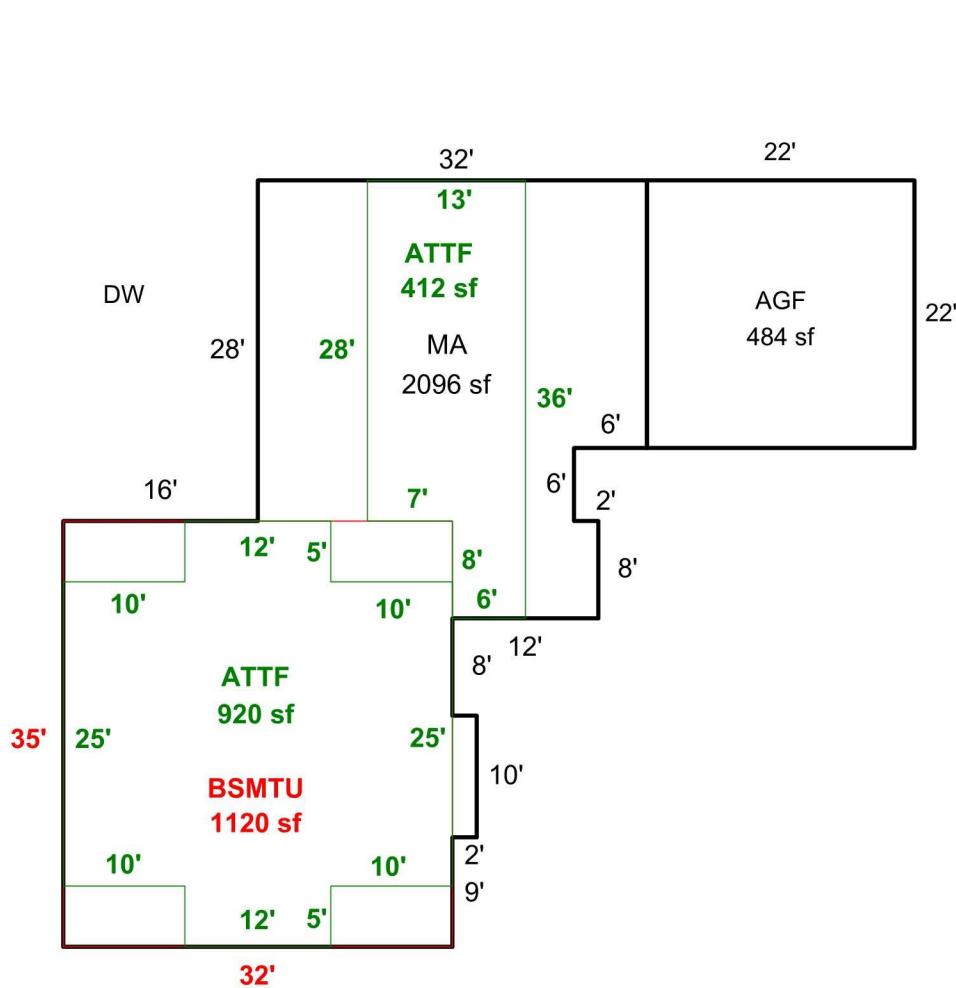 22'
32'
13'
ATTF
412 sf
DW
AGF
22'
484 sf
28'
28'
MA
2096 sf
36'
6'
6'
16'
7'
2'
12'
5'
8'
8'
10'
10'
6'
12'
8'
ATTF
920 sf
35'
25'
25'
10'
BSMTU
1120 sf
10'
10'
2'
9'
12'
5'
32'